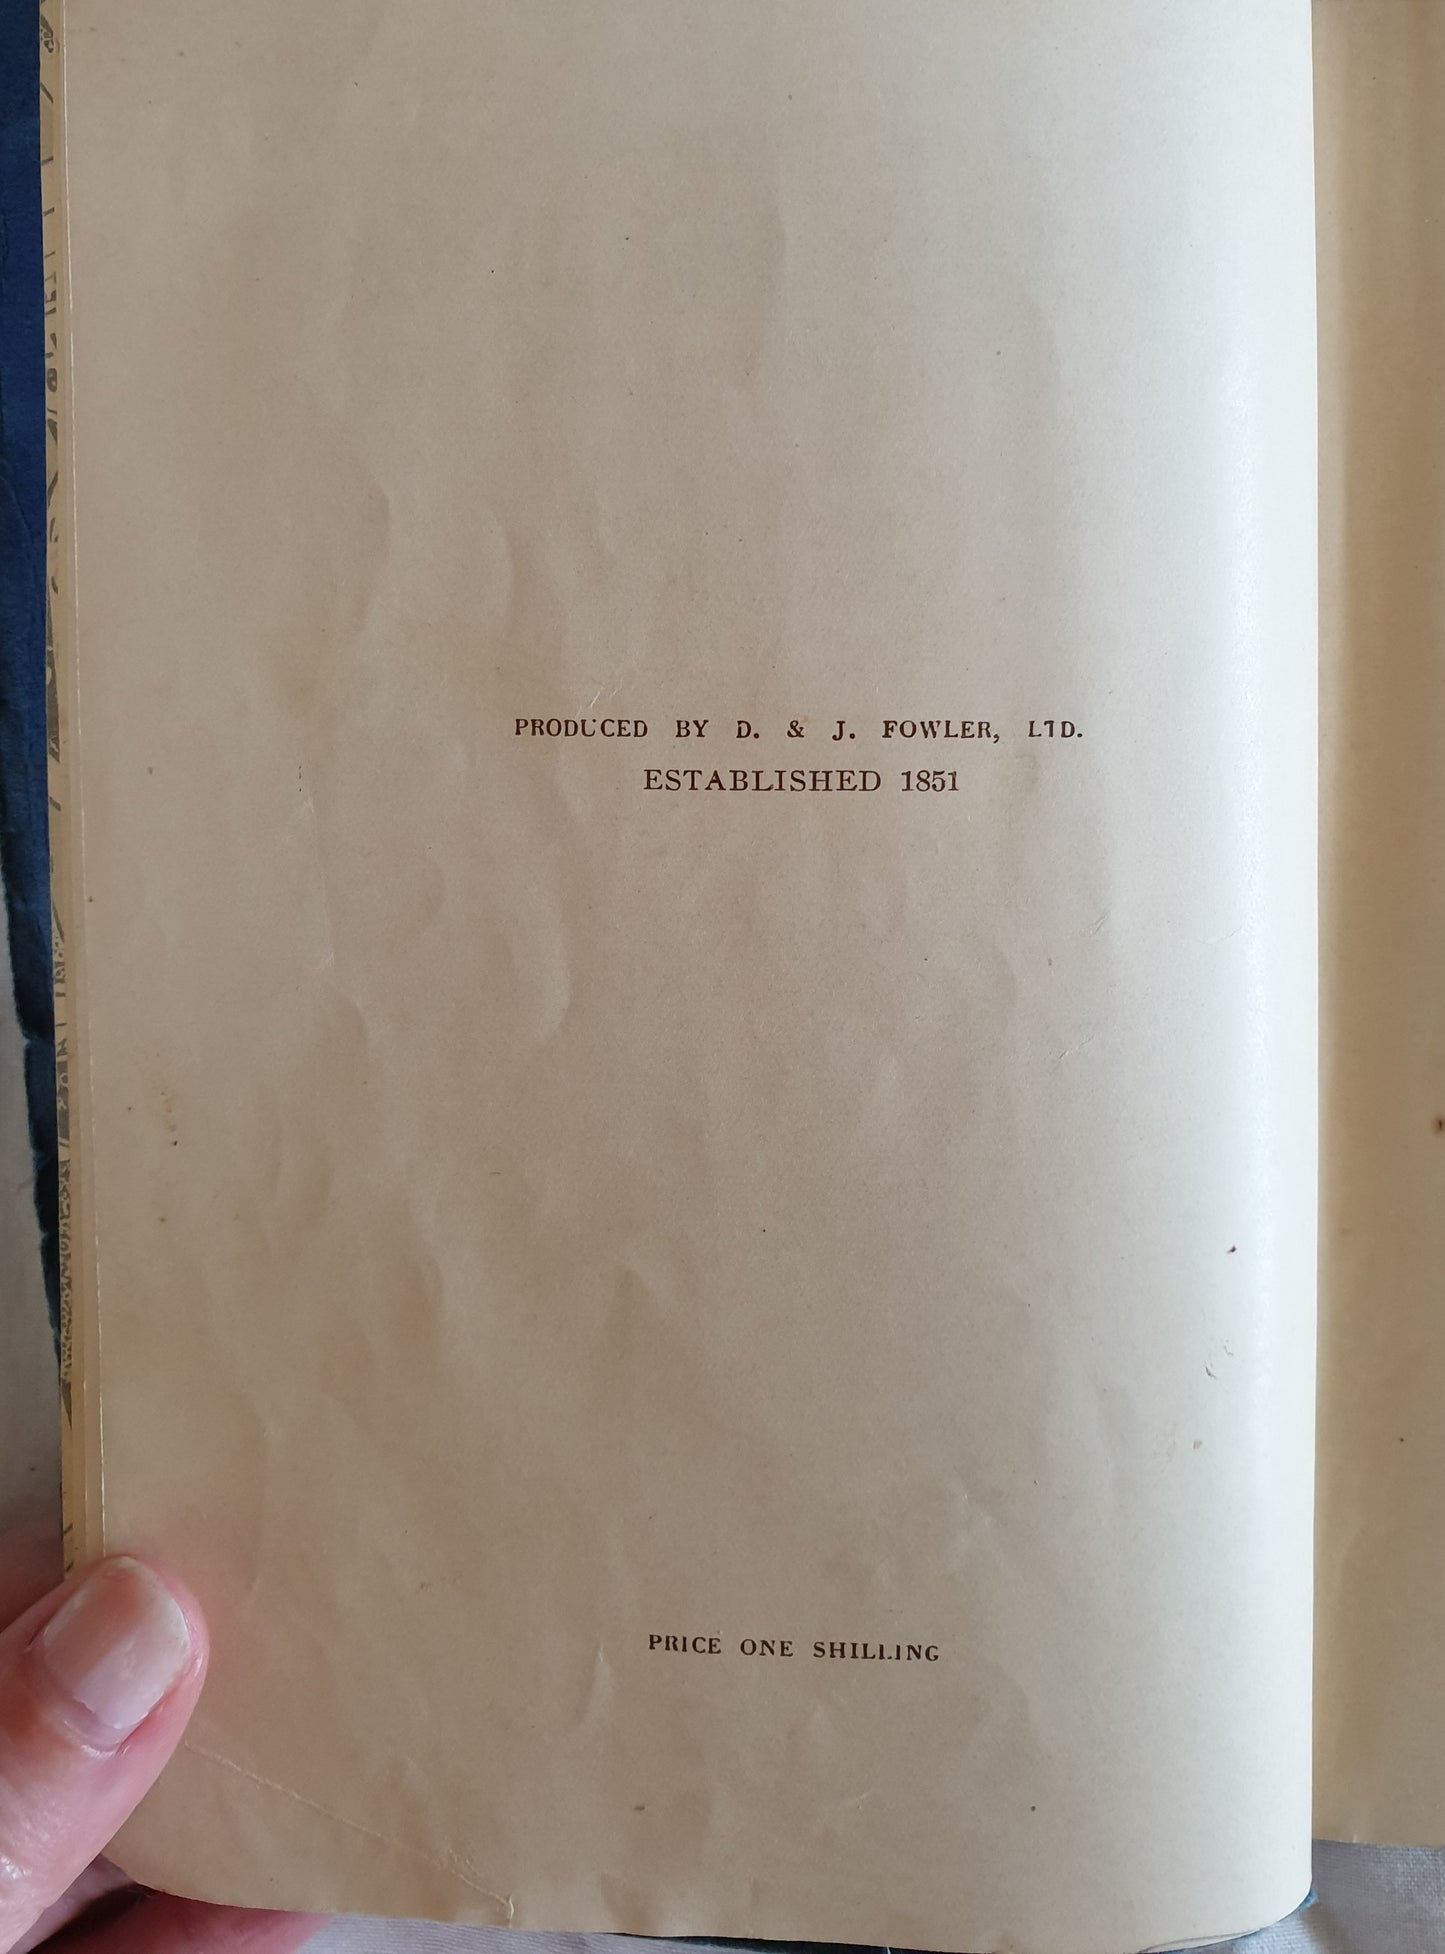 PRODUCED BY D. & J. FOWLER, LTD.
ESTABLISHED 1851
PRICE ONE SHILLING